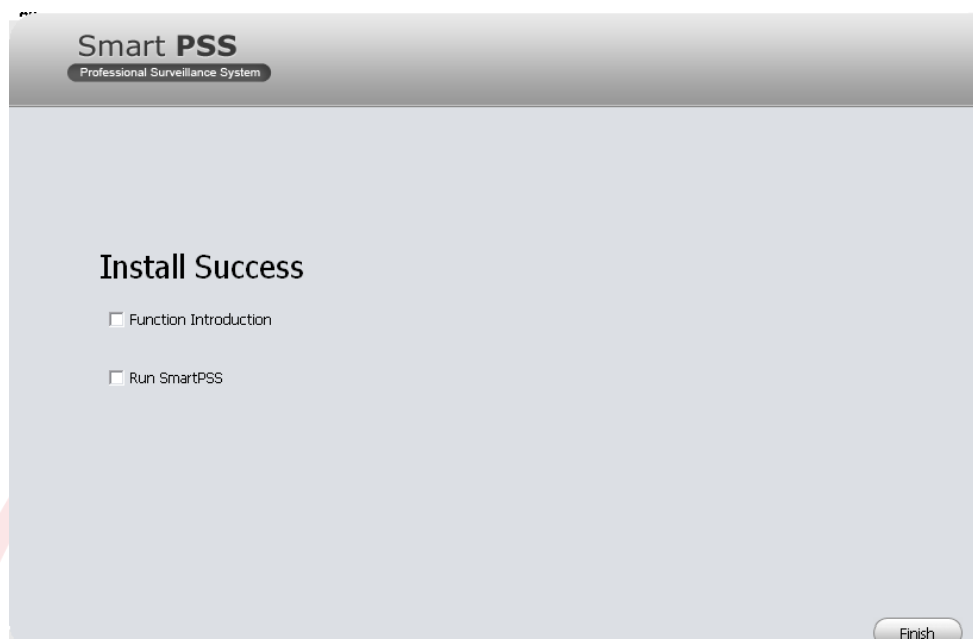 Smart PSS
Professional Surveillance System
Install Success
Function Introduction
Run SmartPSS
Finish